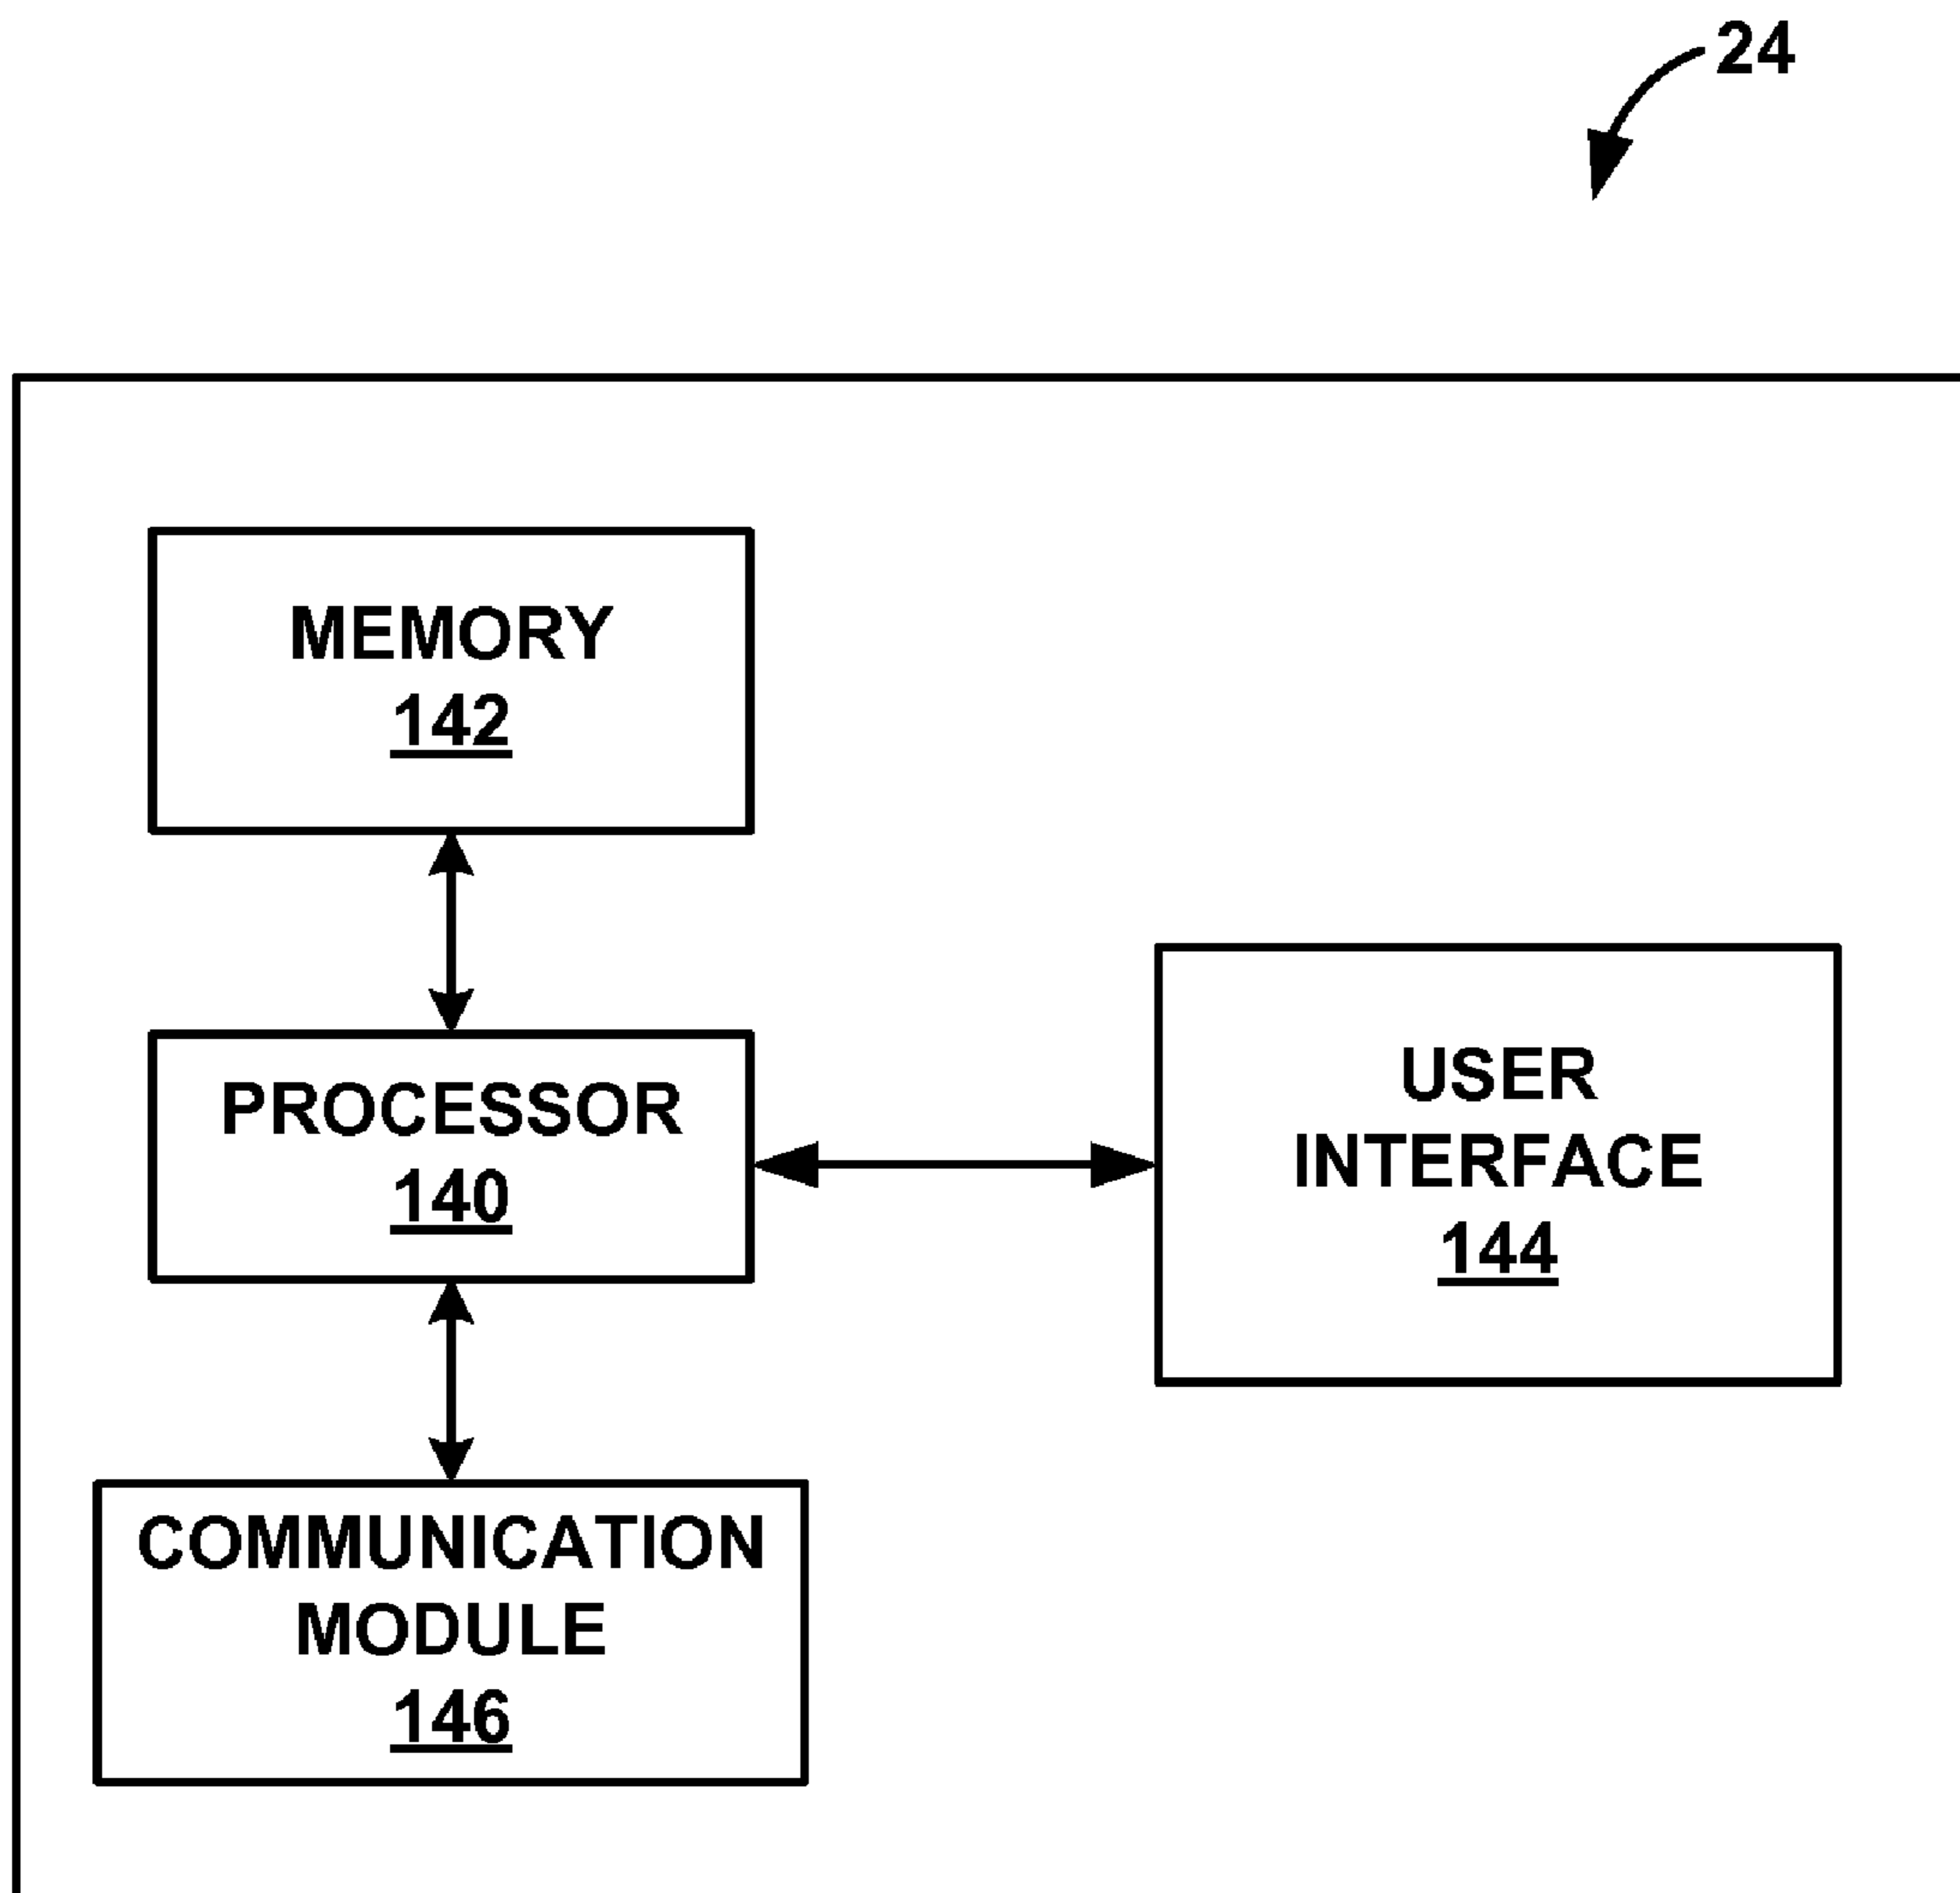 24
MEMORY
142
PROCESSOR
140
USER
INTERFACE
144
COMMUNICATION
MODULE
146